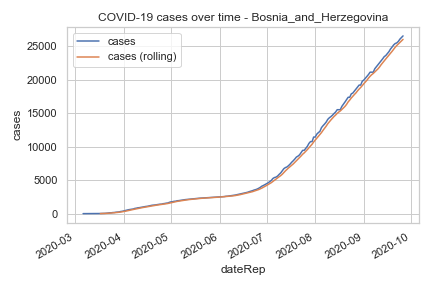 COVID-19 cases over time - Bosnia_and_Herzegovina
cases
cases (rolling)
25000
20000
15000
10000
5000
0
cases
2020-03
2020-04
2020-05
2020-06
2020-07
2020-08
2020-09
2020-10
dateRep